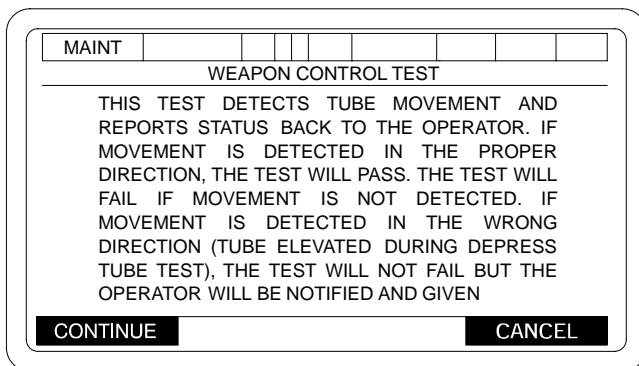 MAINT
WEAPON CONTROL TEST
THIS TEST DETECTS TUBE MOVEMENT AND
REPORTS STATUS BACK TO THE OPERATOR. IF
MOVEMENT IS DETECTED IN THE PROPER
DIRECTION, THE TEST WILL PASS. THE TEST WILL
FAIL IF MOVEMENT IS NOT DETECTED. IF
MOVEMENT IS DETECTED IN THE WRONG
DIRECTION (TUBE ELEVATED DURING DEPRESS
TUBE TEST), THE TEST WILL NOT FAIL BUT THE
OPERATOR WILL BE NOTIFIED AND GIVEN
CONTINUE CANCEL